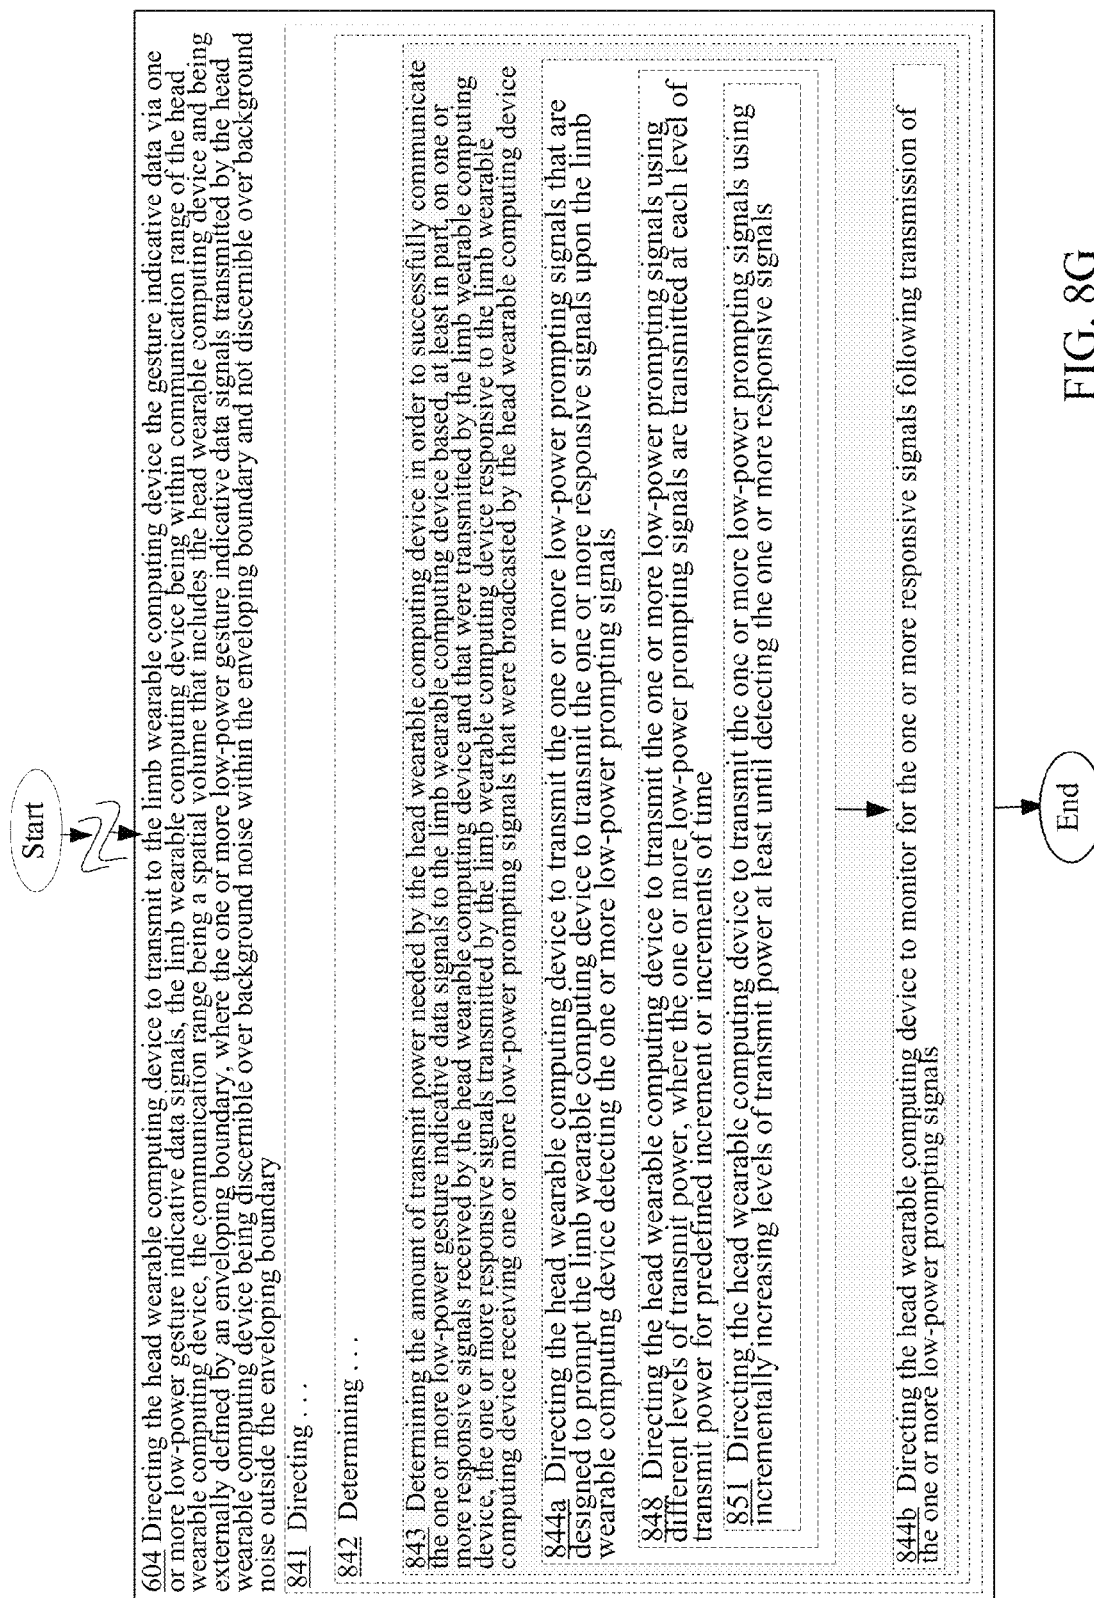 Start
604 Directing the head wearable computing device to transmit to the limb wearable computing device the gesture indicative data via one
or more low-power gesture indicative data signals, the limb wearable computing device being within communication range of the head
wearable computing device, the communication range being a spatial volume that includes the head wearable computing device and being
externally defined by an enveloping boundary, where the one or more low-power gesture indicative data signals transmitted by the head
wearable computing device being discernible over background noise within the enveloping boundary and not discernible over background
noise outside the enveloping boundary
841 Directing . . .
842 Determining . . .
843 Determining the amount of transmit power needed by the head wearable computing device in order to successfully communicate
the one or more low-power gesture indicative data signals to the limb wearable computing device based, at least in part, on one or
more responsive signals received by the head wearable computing device and that were transmitted by the limb wearable computing
device, the one or more responsive signals transmitted by the limb wearable computing device responsive to the limb wearable
computing device receiving one or more low-power prompting signals that were broadcasted by the head wearable computing device
844a Directing the head wearable computing device to transmit the one or more low-power prompting signals that are
designed to prompt the limb wearable computing device to transmit the one or more responsive signals upon the limb
wearable computing device detecting the one or more low-power prompting signals
848 Directing the head wearable computing device to transmit the one or more low-power prompting signals using
different levels of transmit power, where the one or more low-power prompting signals are transmitted at each level of
transmit power for predefined increment or increments of time
851 Directing the head wearable computing device to transmit the one or more low-power prompting signals using
incrementally increasing levels of transmit power at least until detecting the one or more responsive signals
844b Directing the head wearable computing device to monitor for the one or more responsive signals following transmission of
the one or more low-power prompting signals
End
FIG. 8G